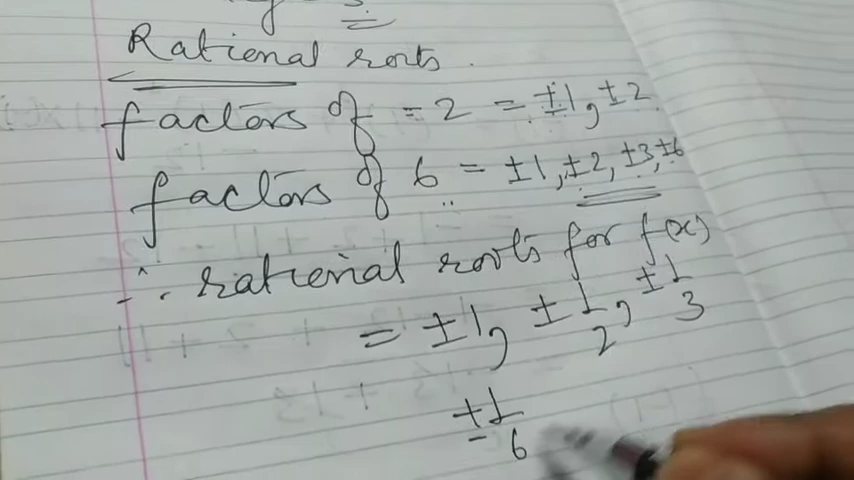 Rational roots.
factors of = 2 = ±1, ±2
factors of 6 = ±1, ±2, ±3, ±6
∴ rational roots for f(x)
= ±1, ±1/2, ±1/3
±1/6